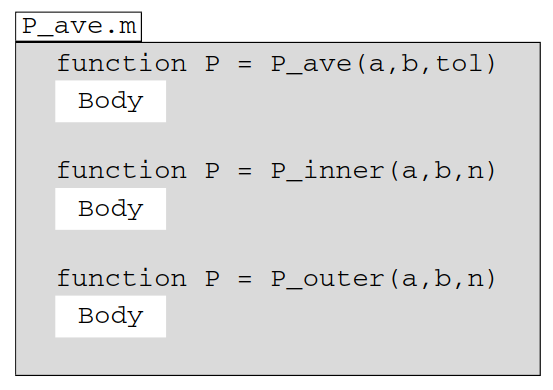 P_ave.m
function P = P_ave(a,b,tol)
Body
function P = P_inner(a,b,n)
Body
function P = P_outer(a,b,n)
Body